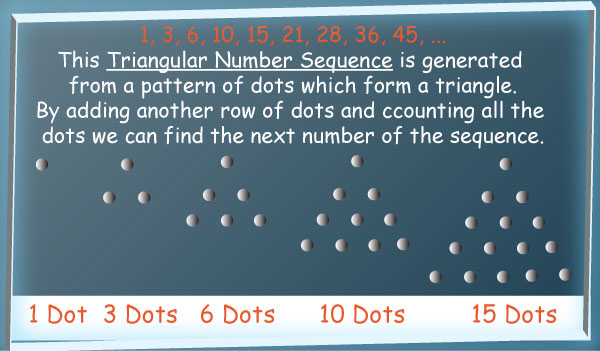 1, 3, 6, 10, 15, 21, 28, 36, 45, ...
This Triangular Number Sequence is generated
from a pattern of dots which form a triangle.
By adding another row of dots and ccounting all the
dots we can find the next number of the sequence.
1 Dot 3 Dots 6 Dots 10 Dots 15 Dots